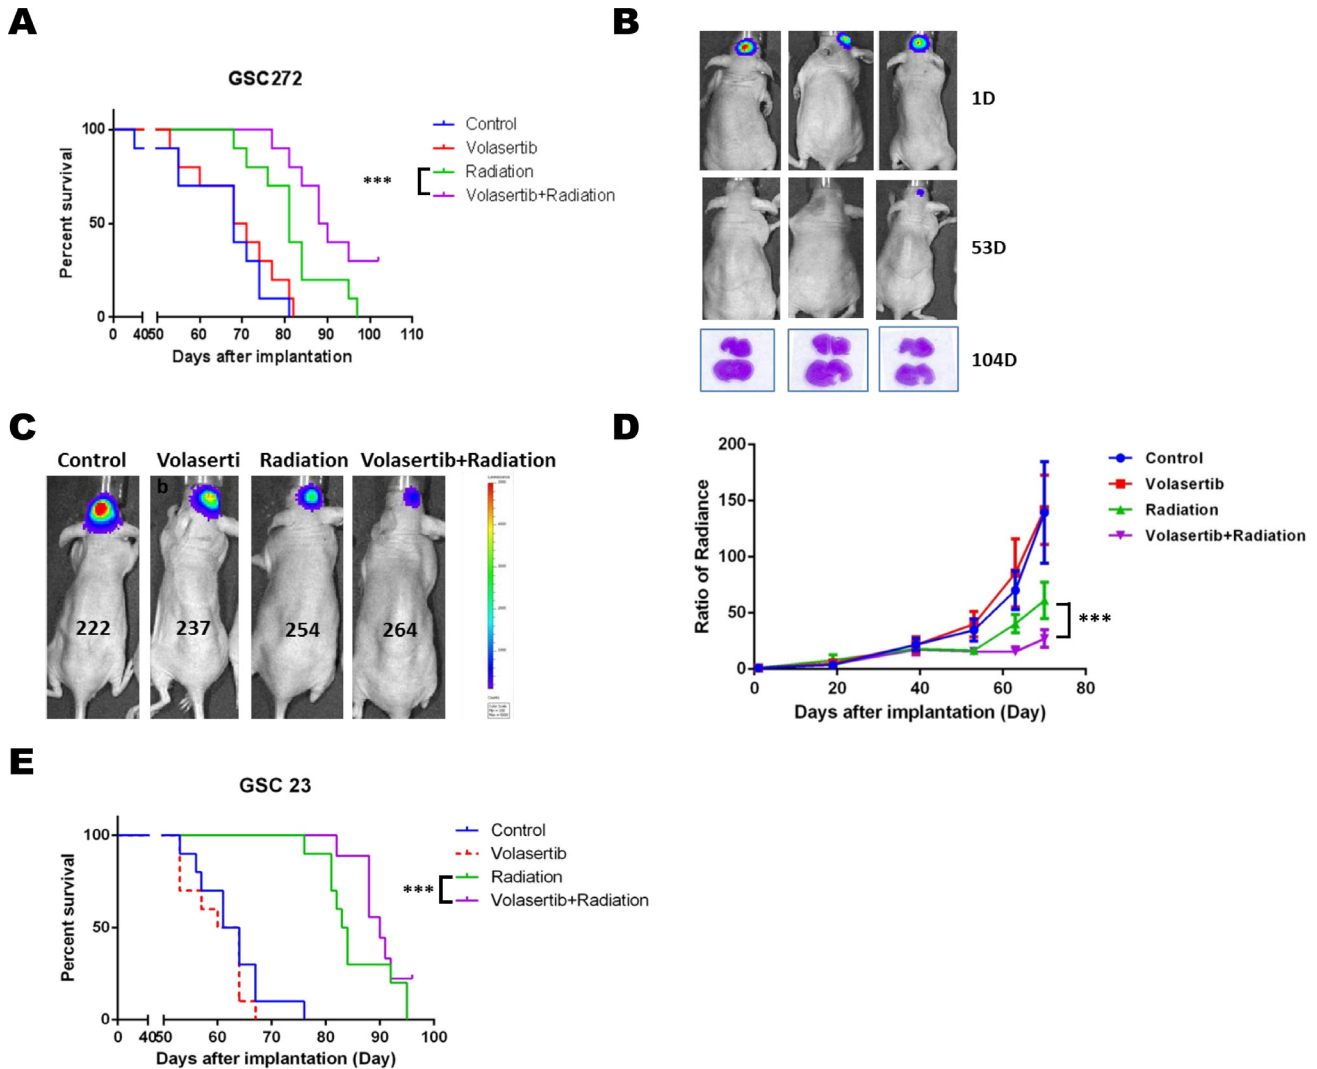 A
GSC272
Percent survival
100
50
0
0 4050 60 70 80 90 100 110
Days after implantation
Control
Volasertib
Radiation
Volasertib+Radiation
***
B
1D
53D
104D
C
Control Volaserti Radiation Volasertib+Radiation
b
222 237 254 264
D
Ratio of Radiance
200
150
100
50
0
0 20 40 60 80
Days after implantation (Day)
Control
Volasertib
Radiation
Volasertib+Radiation
***
E
GSC 23
Percent survival
100
50
0
0 4050 60 70 80 90 100
Days after implantation (Day)
Control
Volasertib
Radiation
Volasertib+Radiation
***